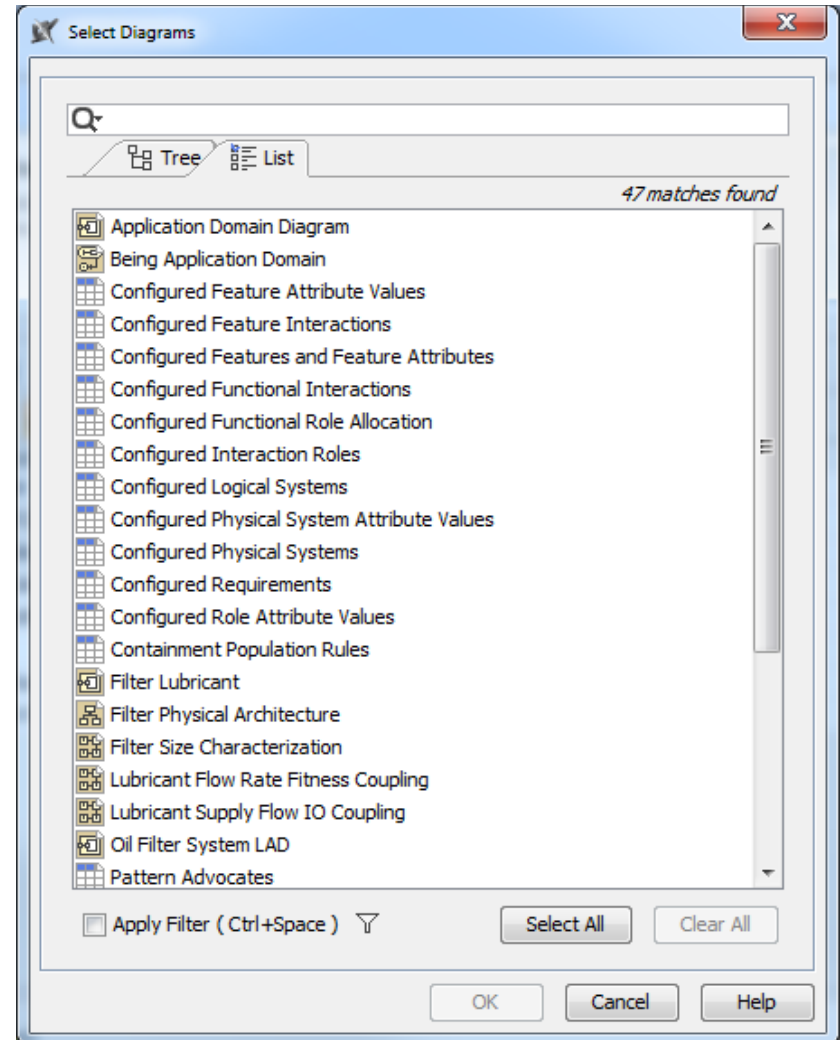 Select Diagrams
Tree List
47 matches found
Application Domain Diagram
Being Application Domain
Configured Feature Attribute Values
Configured Feature Interactions
Configured Features and Feature Attributes
Configured Functional Interactions
Configured Functional Role Allocation
Configured Interaction Roles
Configured Logical Systems
Configured Physical System Attribute Values
Configured Physical Systems
Configured Requirements
Configured Role Attribute Values
Containment Population Rules
Filter Lubricant
Filter Physical Architecture
Filter Size Characterization
Lubricant Flow Rate Fitness Coupling
Lubricant Supply Flow IO Coupling
Oil Filter System LAD
Pattern Advocates
Apply Filter ( Ctrl+Space ) Select All Clear All
OK Cancel Help